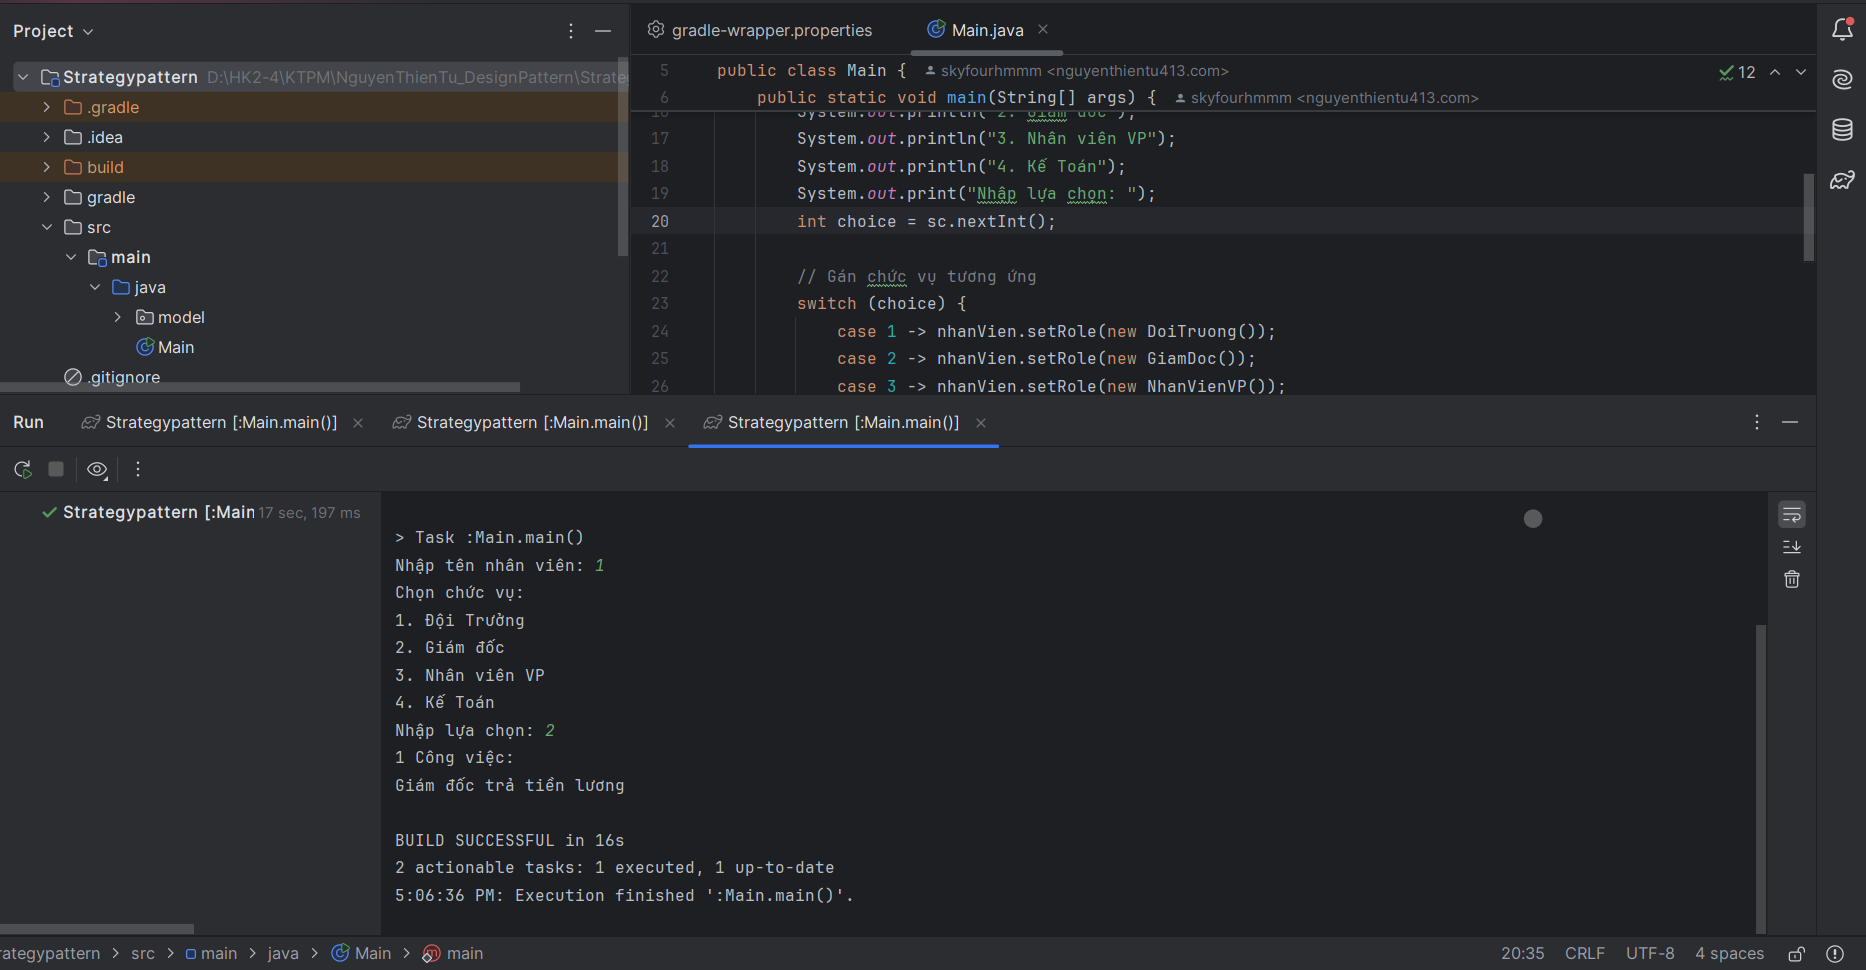 Project
Strategypattern D:\HK2-4\KTPM\NguyenThienTu_DesignPattern\Strate
.gradle
.idea
build
gradle
src
main
java
model
Main
.gitignore
gradle-wrapper.properties Main.java
5 public class Main { skyfourhmmm <nguyenthientu413.com> 12
6 public static void main(String[] args) { skyfourhmmm <nguyenthientu413.com>
16 System.out.println("2. Giám đốc");
17 System.out.println("3. Nhân viên VP");
18 System.out.println("4. Kế Toán");
19 System.out.print("Nhập lựa chọn: ");
20 int choice = sc.nextInt();
21
22 // Gán chức vụ tương ứng
23 switch (choice) {
24 case 1 -> nhanVien.setRole(new DoiTruong());
25 case 2 -> nhanVien.setRole(new GiamDoc());
26 case 3 -> nhanVien.setRole(new NhanVienVP());
Run Strategypattern [:Main.main()] Strategypattern [:Main.main()] Strategypattern [:Main.main()]
Strategypattern [:Main 17 sec, 197 ms
> Task :Main.main()
Nhập tên nhân viên: 1
Chọn chức vụ:
1. Đội Trưởng
2. Giám đốc
3. Nhân viên VP
4. Kế Toán
Nhập lựa chọn: 2
1 Công việc:
Giám đốc trả tiền lương
BUILD SUCCESSFUL in 16s
2 actionable tasks: 1 executed, 1 up-to-date
5:06:36 PM: Execution finished ':Main.main()'.
rategypattern > src > main > java > Main > main 20:35 CRLF UTF-8 4 spaces